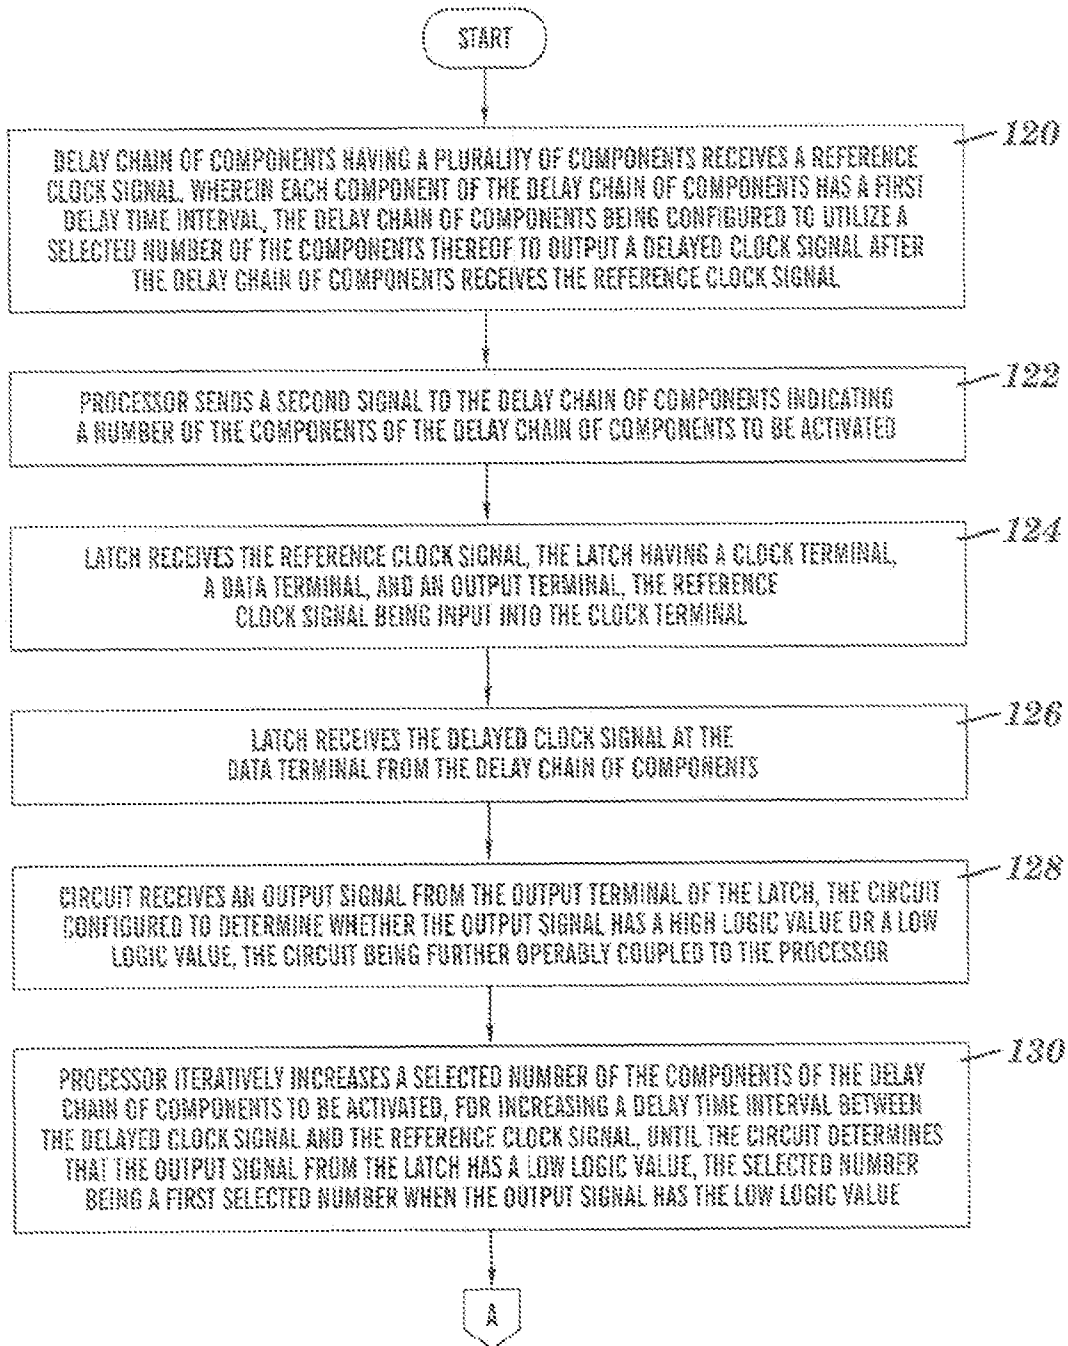 START
120
DELAY CHAIN OF COMPONENTS HAVING A PLURALITY OF COMPONENTS RECEIVES A REFERENCE
CLOCK SIGNAL, WHEREIN EACH COMPONENT OF THE DELAY CHAIN OF COMPONENTS HAS A FIRST
DELAY TIME INTERVAL, THE DELAY CHAIN OF COMPONENTS BEING CONFIGURED TO UTILIZE A
SELECTED NUMBER OF THE COMPONENTS THEREOF TO OUTPUT A DELAYED CLOCK SIGNAL AFTER
THE DELAY CHAIN OF COMPONENTS RECEIVES THE REFERENCE CLOCK SIGNAL
122
PROCESSOR SENDS A SECOND SIGNAL TO THE DELAY CHAIN OF COMPONENTS INDICATING
A NUMBER OF THE COMPONENTS OF THE DELAY CHAIN OF COMPONENTS TO BE ACTIVATED
124
LATCH RECEIVES THE REFERENCE CLOCK SIGNAL, THE LATCH HAVING A CLOCK TERMINAL,
A DATA TERMINAL, AND AN OUTPUT TERMINAL, THE REFERENCE
CLOCK SIGNAL BEING INPUT INTO THE CLOCK TERMINAL
126
LATCH RECEIVES THE DELAYED CLOCK SIGNAL AT THE
DATA TERMINAL FROM THE DELAY CHAIN OF COMPONENTS
128
CIRCUIT RECEIVES AN OUTPUT SIGNAL FROM THE OUTPUT TERMINAL OF THE LATCH, THE CIRCUIT
CONFIGURED TO DETERMINE WHETHER THE OUTPUT SIGNAL HAS A HIGH LOGIC VALUE OR A LOW
LOGIC VALUE, THE CIRCUIT BEING FURTHER OPERABLY COUPLED TO THE PROCESSOR
130
PROCESSOR ITERATIVELY INCREASES A SELECTED NUMBER OF THE COMPONENTS OF THE DELAY
CHAIN OF COMPONENTS TO BE ACTIVATED, FOR INCREASING A DELAY TIME INTERVAL BETWEEN
THE DELAYED CLOCK SIGNAL AND THE REFERENCE CLOCK SIGNAL, UNTIL THE CIRCUIT DETERMINES
THAT THE OUTPUT SIGNAL FROM THE LATCH HAS A LOW LOGIC VALUE, THE SELECTED NUMBER
BEING A FIRST SELECTED NUMBER WHEN THE OUTPUT SIGNAL HAS THE LOW LOGIC VALUE
A